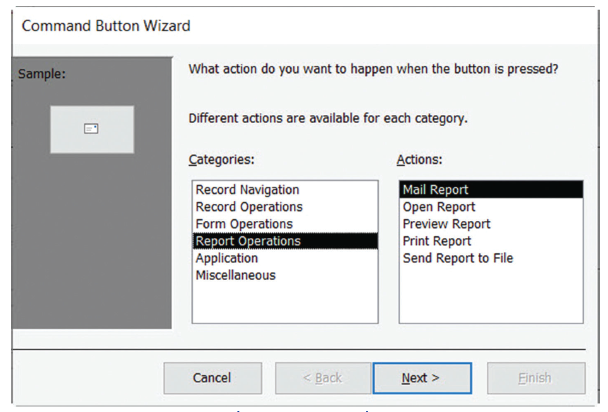 Command Button Wizard
Sample:
What action do you want to happen when the button is pressed?
Different actions are available for each category.
Categories:
Actions:
Record Navigation
Record Operations
Form Operations
Report Operations
Application
Miscellaneous
Mail Report
Open Report
Preview Report
Print Report
Send Report to File
Cancel
< Back
Next >
Finish